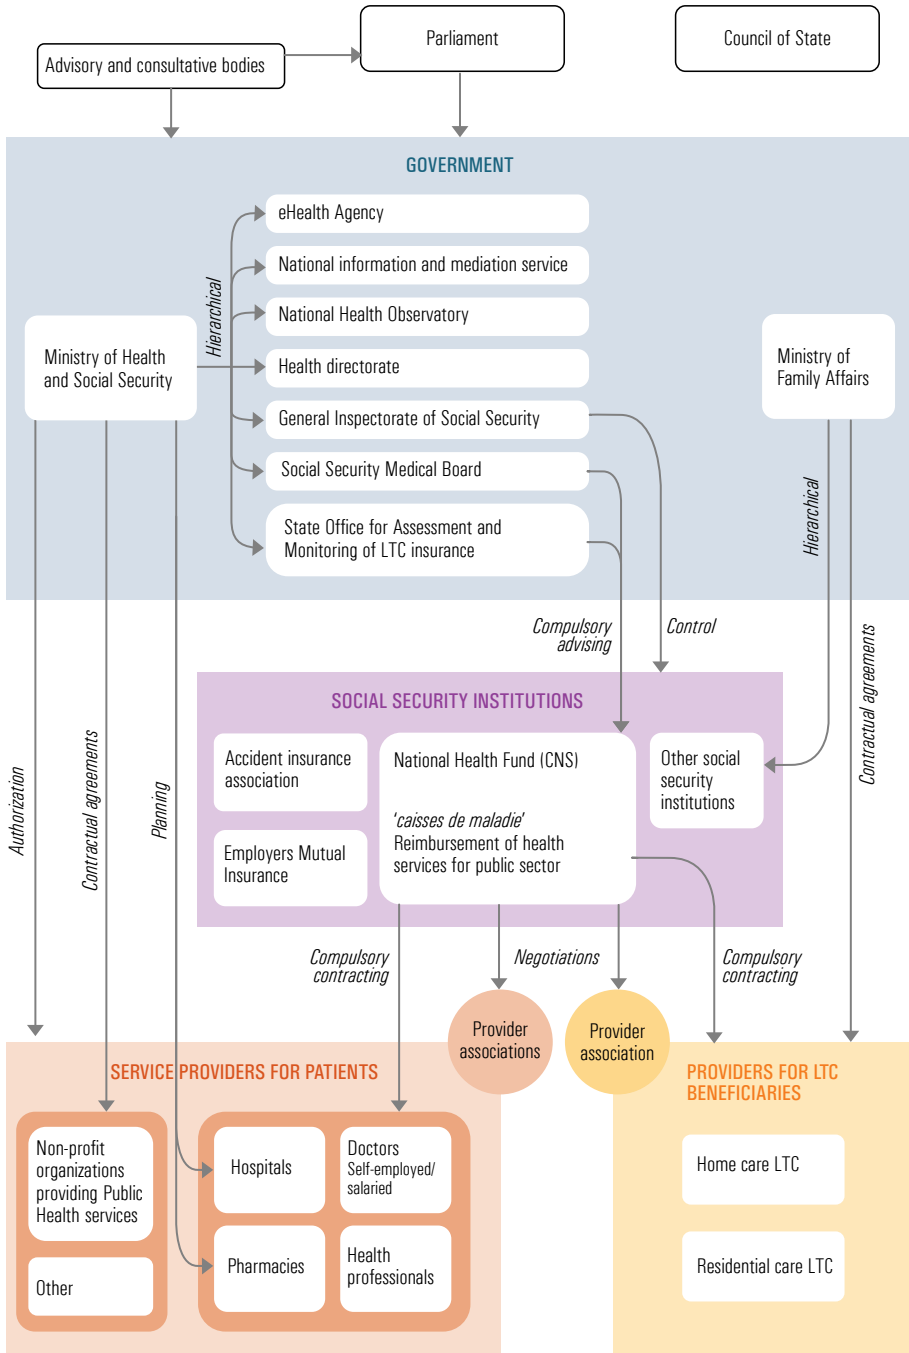 Parliament
Council of State
Advisory and consultative bodies
GOVERNMENT
eHealth Agency
National information and mediation service
National Health Observatory
Health directorate
General Inspectorate of Social Security
Social Security Medical Board
State Office for Assessment and
Monitoring of LTC insurance
Hierarchical
Ministry of Health
and Social Security
Ministry of
Family Affairs
Hierarchical
Compulsory
advising
Control
Contractual agreements
SOCIAL SECURITY INSTITUTIONS
Accident insurance
association
Employers Mutual
Insurance
National Health Fund (CNS)
'caisses de maladie'
Reimbursement of health
services for public sector
Other social
security
institutions
Authorization
Contractual agreements
Planning
Compulsory
contracting
Negotiations
Compulsory
contracting
Provider
associations
Provider
association
SERVICE PROVIDERS FOR PATIENTS
Non-profit
organizations
providing Public
Health services
Other
Hospitals
Doctors
Self-employed/
salaried
Pharmacies
Health
professionals
PROVIDERS FOR LTC
BENEFICIARIES
Home care LTC
Residential care LTC